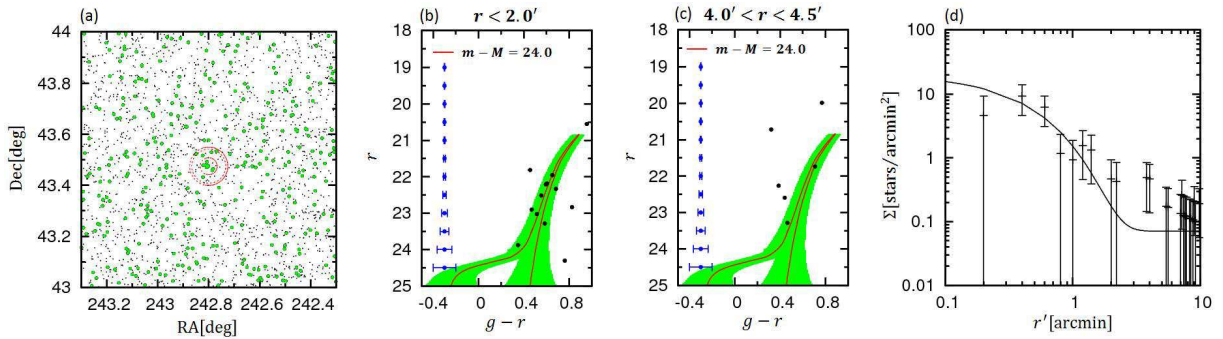 (a)
44
43.8
43.6
43.4
43.2
43
Dec[deg]
243.2 243 242.8 242.6 242.4
RA[deg]
(b) r < 2.0′
m − M = 24.0
18
19
20
21
22
23
24
25
r
-0.4 0 0.4 0.8
g − r
(c) 4.0′ < r < 4.5′
m − M = 24.0
18
19
20
21
22
23
24
25
r
-0.4 0 0.4 0.8
g − r
(d)
100
10
1
0.1
0.01
Σ[stars/arcmin²]
0.1 1 10
r′[arcmin]